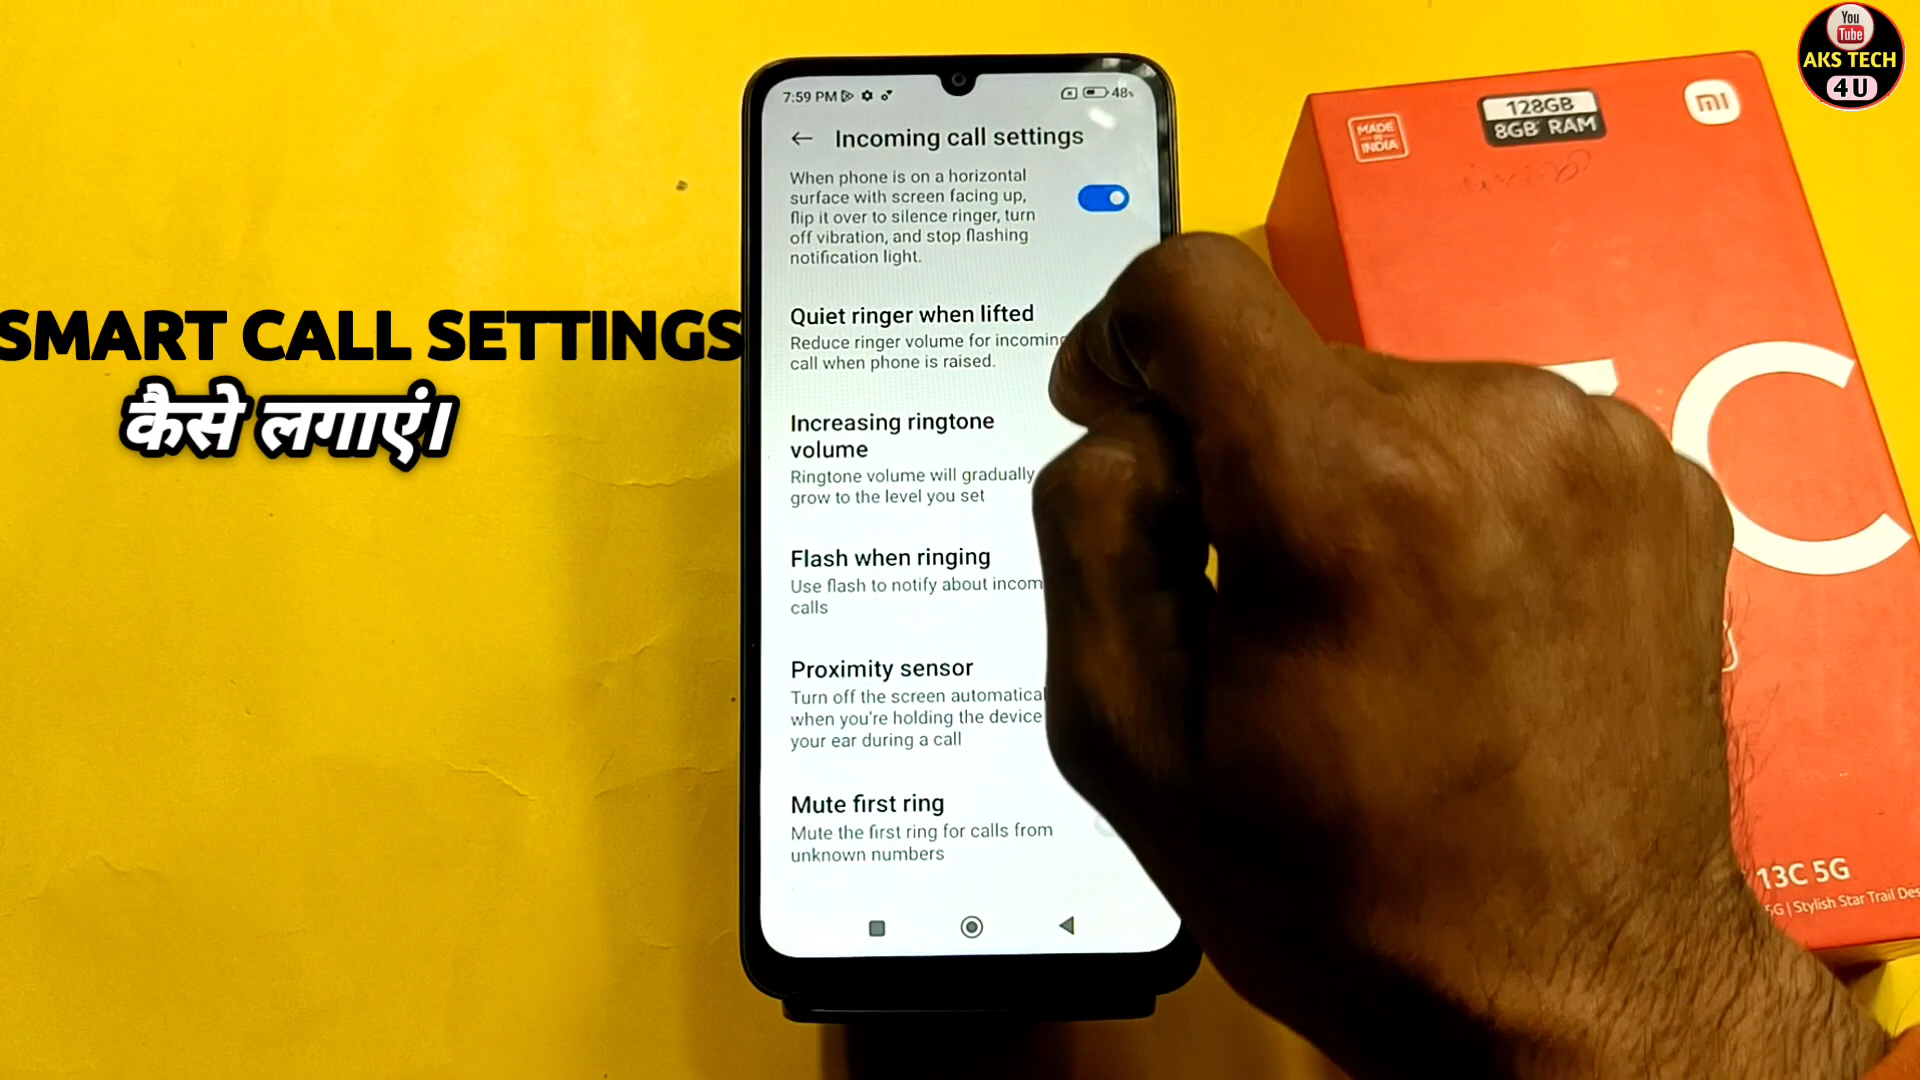 SMART CALL SETTINGS
कैसे लगाएं।
7:59 PM
48%
Incoming call settings
When phone is on a horizontal
surface with screen facing up,
flip it over to silence ringer, turn
off vibration, and stop flashing
notification light.
Quiet ringer when lifted
Reduce ringer volume for incoming
call when phone is raised.
Increasing ringtone
volume
Ringtone volume will gradually
grow to the level you set
Flash when ringing
Use flash to notify about incom
calls
Proximity sensor
Turn off the screen automatical
when you're holding the device
your ear during a call
Mute first ring
Mute the first ring for calls from
unknown numbers
MADE
IN
INDIA
128GB
8GB RAM
mi
C
13C 5G
5G | Stylish Star Trail Des
You
Tube
AKS TECH
4U